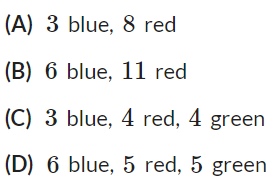 (A) 3 blue, 8 red
(B) 6 blue, 11 red
(C) 3 blue, 4 red, 4 green
(D) 6 blue, 5 red, 5 green